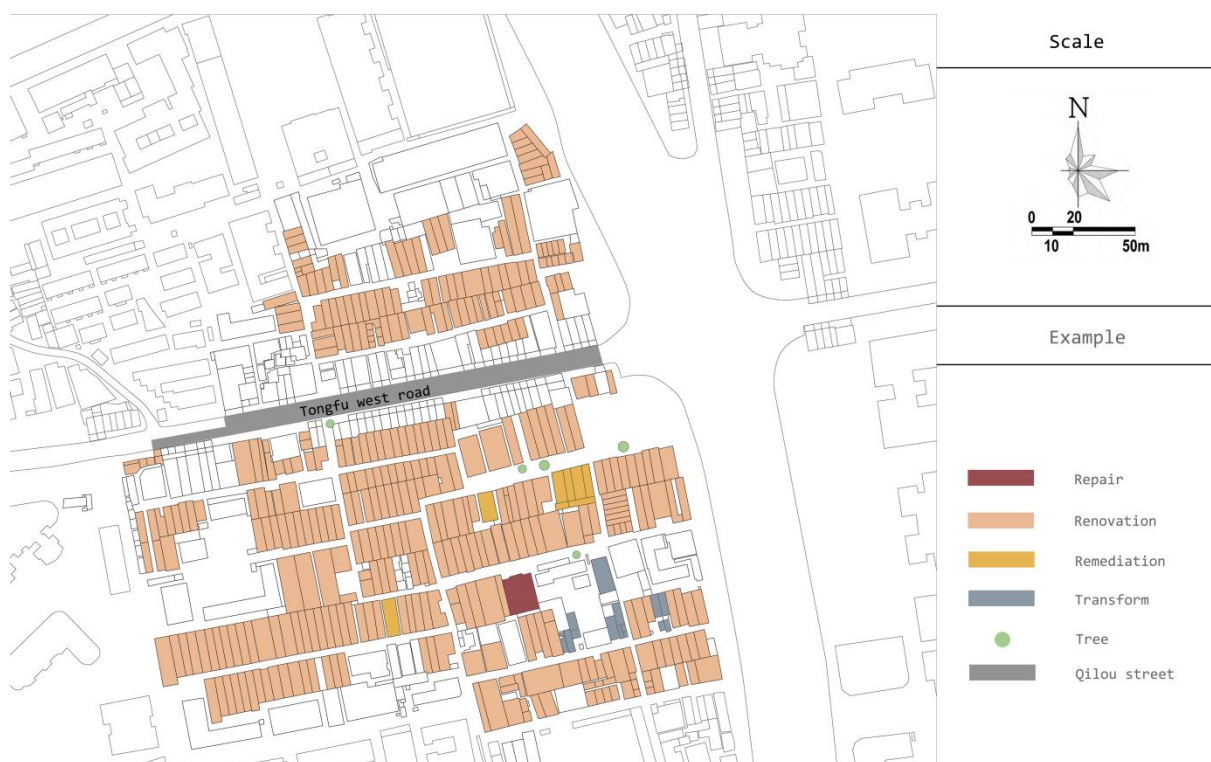 Tongfu west road
Scale
N
0 20
10 50m
Example
Repair
Renovation
Remediation
Transform
Tree
Qilou street